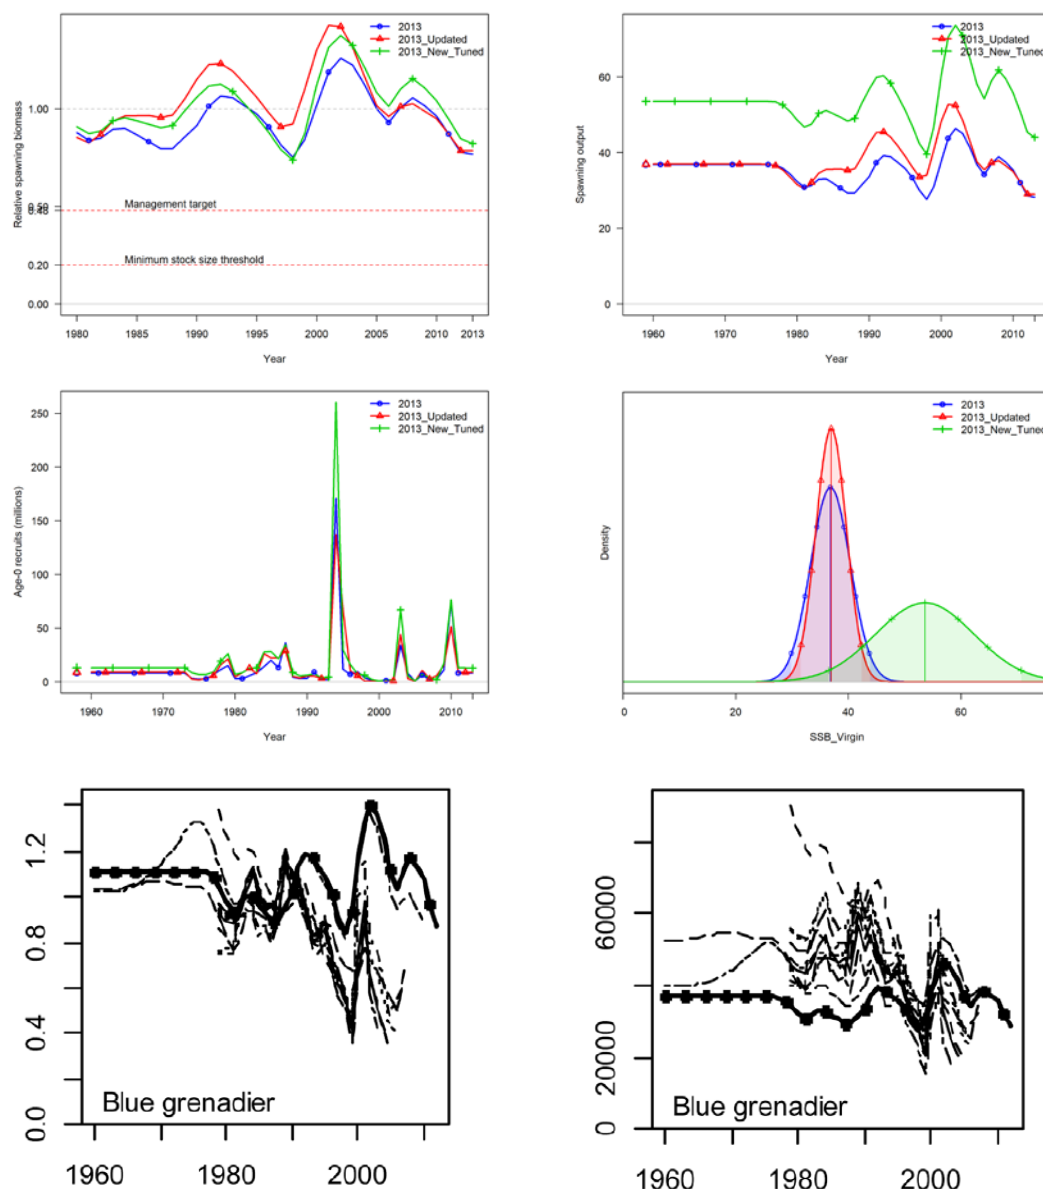 2013
2013_Updated
2013_New_Tuned
Relative spawning biomass
1.00
0.50
0.40
0.20
0.00
Management target
Minimum stock size threshold
1980 1985 1990 1995 2000 2005 2010 2013
Year
2013
2013_Updated
2013_New_Tuned
Spawning output
60
40
20
0
1960 1970 1980 1990 2000 2010
Year
2013
2013_Updated
2013_New_Tuned
Age-0 recruits (millions)
250
200
150
100
50
0
1960 1970 1980 1990 2000 2010
Year
2013
2013_Updated
2013_New_Tuned
Density
0 20 40 60
SSB_Virgin
1.2
0.8
0.4
0.0
Blue grenadier
1960 1980 2000
60000
20000
0
Blue grenadier
1960 1980 2000